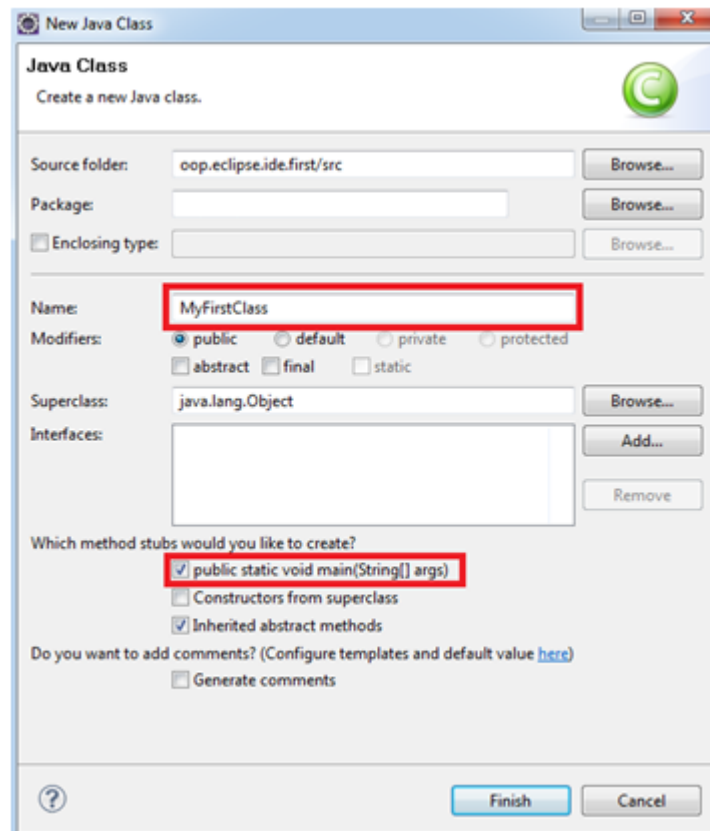 New Java Class
Java Class
Create a new Java class.
C
Source folder: oop.eclipse.ide.first/src Browse...
Package: Browse...
Enclosing type: Browse...
Name: MyFirstClass
Modifiers: public default private protected
abstract final static
Superclass: java.lang.Object Browse...
Interfaces: Add...
Remove
Which method stubs would you like to create?
public static void main(String[] args)
Constructors from superclass
Inherited abstract methods
Do you want to add comments? (Configure templates and default value here)
Generate comments
? Finish Cancel